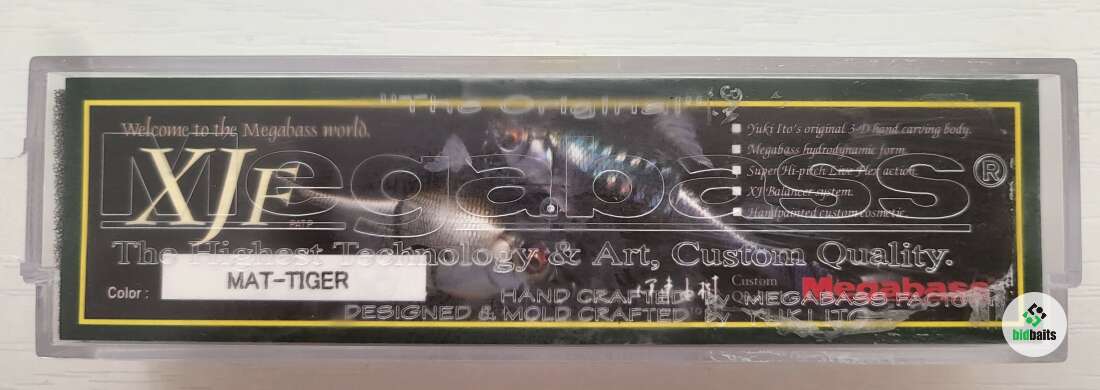 "The Original"
Welcome to the Megabass world.
XJF
PAT P
Megabass®
Yuki Ito's original 3-D hand carving body.
Megabass hydrodynamic form.
Super Hi-pitch Live Flex action.
XJ Balancer system.
Handpainted custom cosmetic
The Highest Technology & Art, Custom Quality.
Color : MAT-TIGER
Custom
Megabass
HAND CRAFTED by MEGABASS FACTORY
DESIGNED & MOLD CRAFTED by YUKI ITO
bidbaits